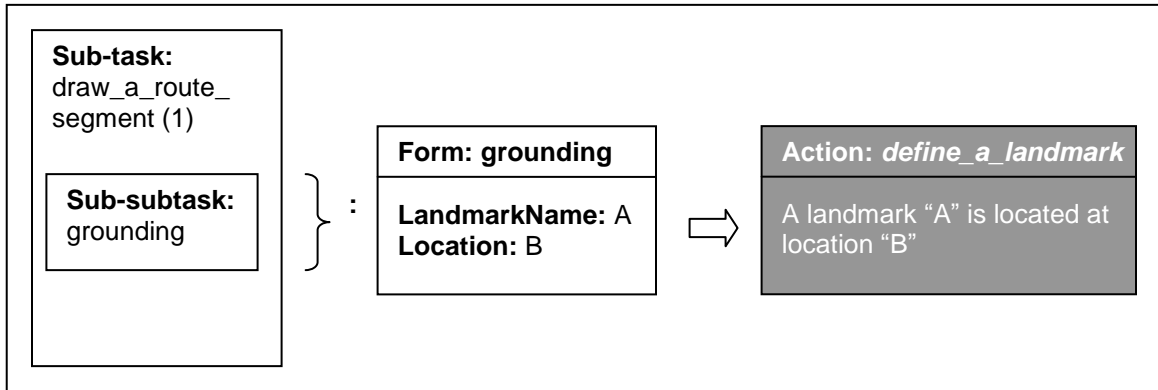 Sub-task:
draw_a_route_
segment (1)
Sub-subtask:
grounding
:
Form: grounding
LandmarkName: A
Location: B
Action: define_a_landmark
A landmark “A” is located at
location “B”